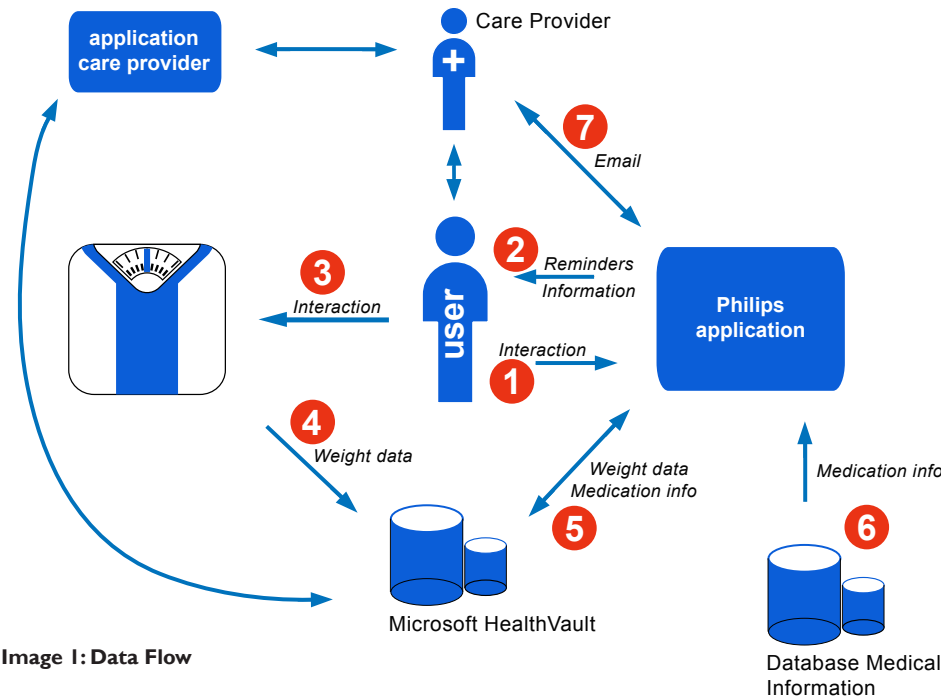 application
care provider
Care Provider
7
Email
2
Reminders
Information
3
Interaction
user
Philips
application
Interaction
1
4
Weight data
Weight data
Medication info
5
Medication info
6
Microsoft HealthVault
Image 1: Data Flow
Database Medical
Information